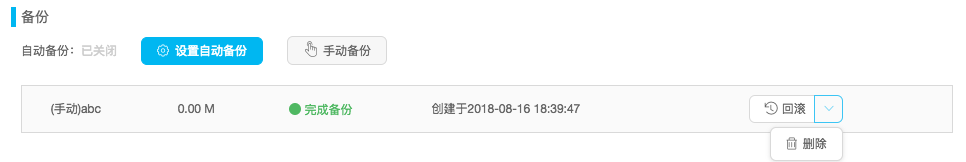 备份
自动备份: 已关闭 设置自动备份 手动备份
(手动)abc 0.00 M 完成备份 创建于2018-08-16 18:39:47 回滚
删除